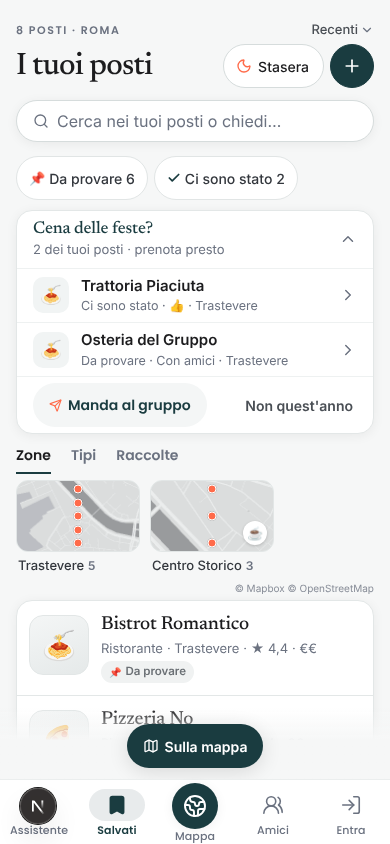 8 POSTI · ROMA
Recenti
I tuoi posti
Stasera
Cerca nei tuoi posti o chiedi...
Da provare 6
Ci sono stato 2
Cena delle feste?
2 dei tuoi posti · prenota presto
Trattoria Piaciuta
Ci sono stato · 👍 · Trastevere
Osteria del Gruppo
Da provare · Con amici · Trastevere
Manda al gruppo
Non quest'anno
Zone Tipi Raccolte
Trastevere 5
Centro Storico 3
© Mapbox © OpenStreetMap
Bistrot Romantico
Ristorante · Trastevere · ★ 4,4 · €€
Da provare
Pizzeria No
Sulla mappa
N
Assistente
Salvati
Mappa
Amici
Entra